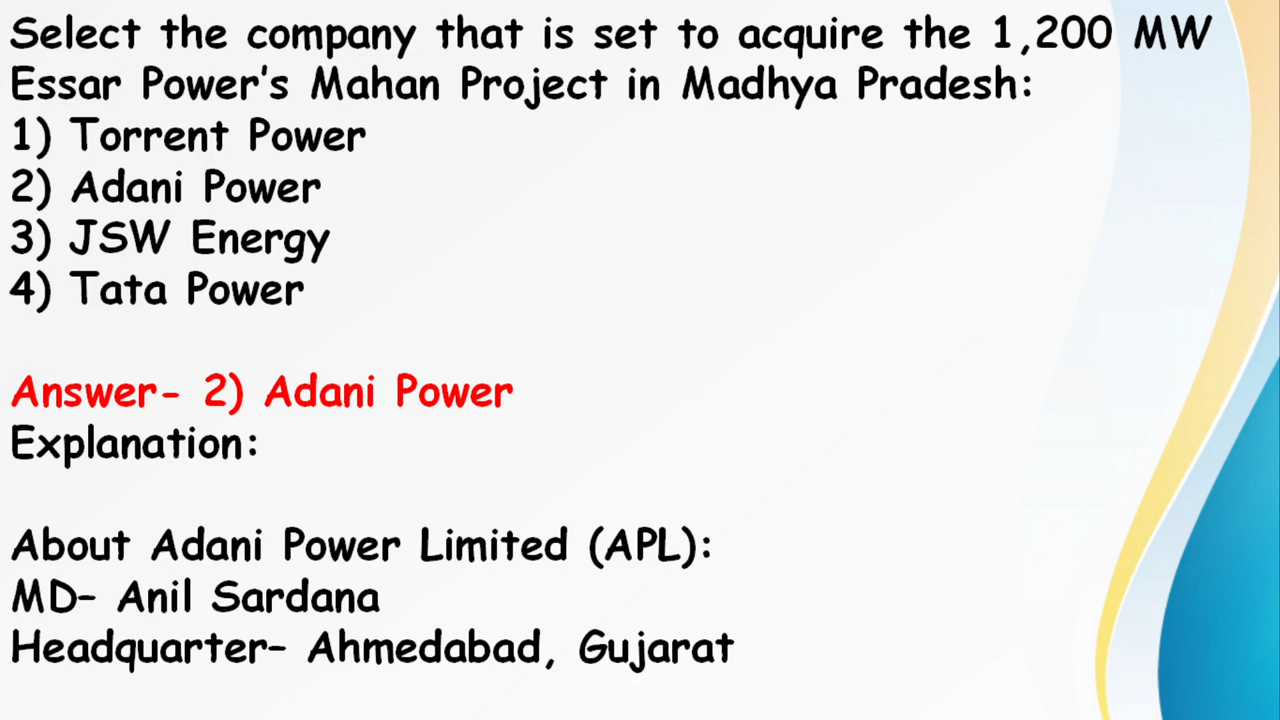 Select the company that is set to acquire the 1,200 MW
Essar Power's Mahan Project in Madhya Pradesh:
1) Torrent Power
2) Adani Power
3) JSW Energy
4) Tata Power
Answer- 2) Adani Power
Explanation:
About Adani Power Limited (APL):
MD– Anil Sardana
Headquarter– Ahmedabad, Gujarat